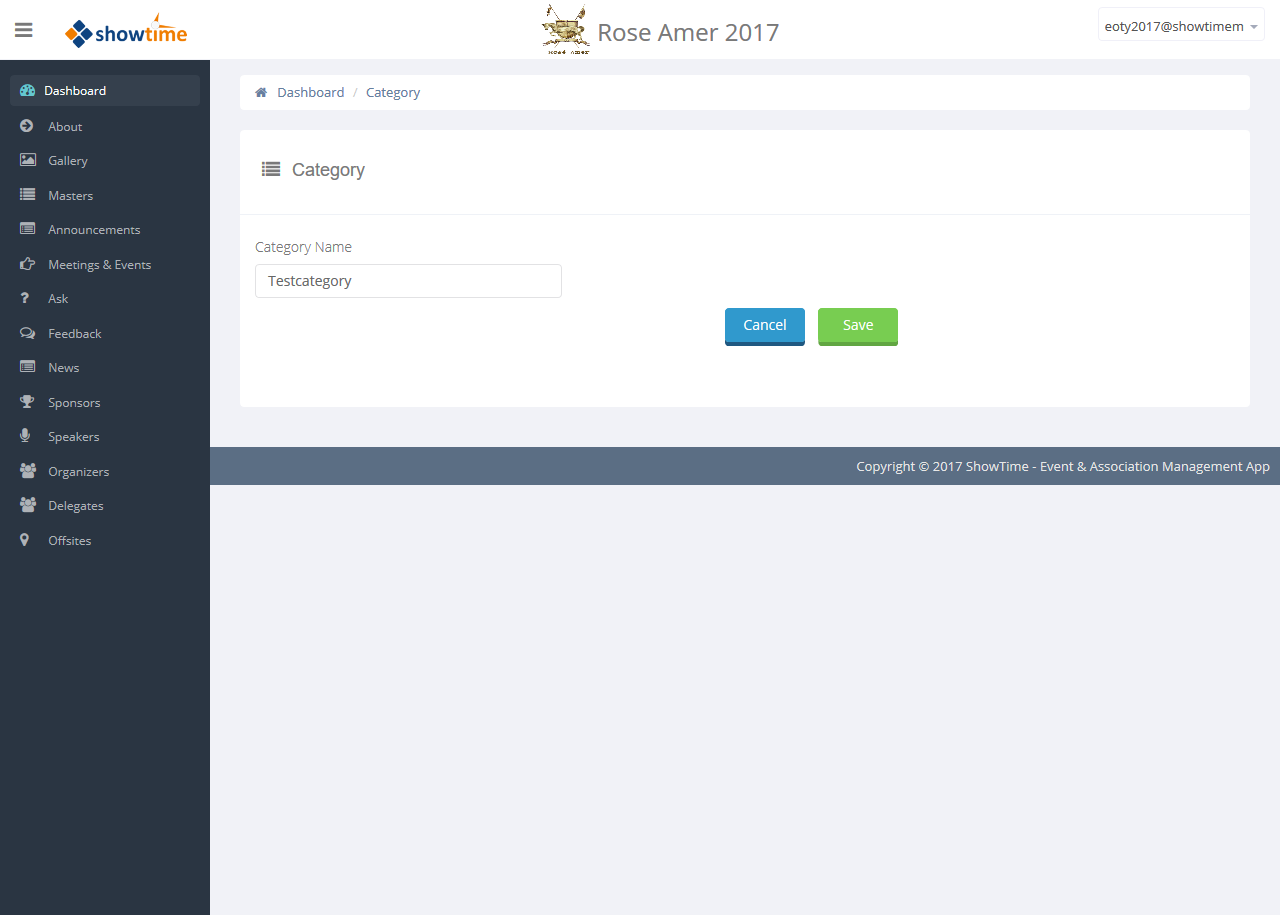 showtime
Rose Amer 2017
eoty2017@showtimem
Dashboard
About
Gallery
Masters
Announcements
Meetings & Events
Ask
Feedback
News
Sponsors
Speakers
Organizers
Delegates
Offsites
Dashboard / Category
Category
Category Name
Testcategory
Cancel Save
Copyright © 2017 ShowTime - Event & Association Management App